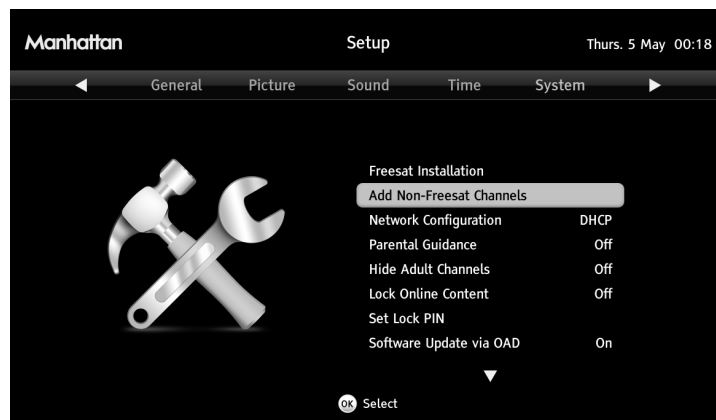 Manhattan Setup Thurs. 5 May 00:18
General Picture Sound Time System
Freesat Installation
Add Non-Freesat Channels
Network Configuration DHCP
Parental Guidance Off
Hide Adult Channels Off
Lock Online Content Off
Set Lock PIN
Software Update via OAD On
OK Select